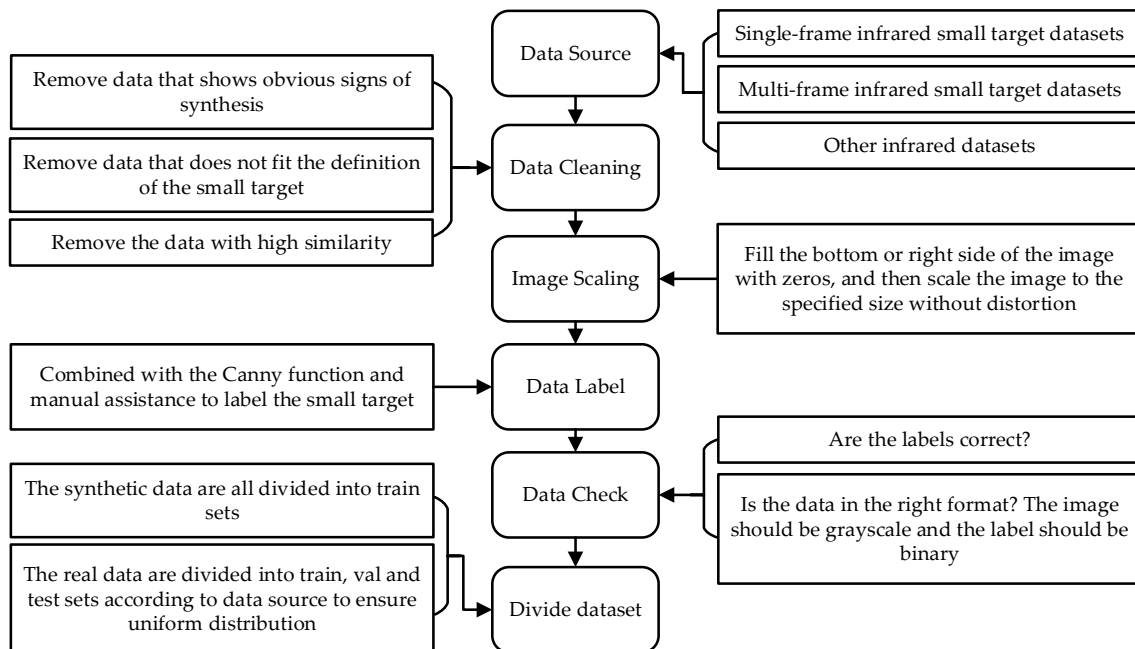 Data Source
Single-frame infrared small target datasets
Multi-frame infrared small target datasets
Other infrared datasets
Remove data that shows obvious signs of
synthesis
Remove data that does not fit the definition
of the small target
Remove the data with high similarity
Data Cleaning
Image Scaling
Fill the bottom or right side of the image
with zeros, and then scale the image to the
specified size without distortion
Combined with the Canny function and
manual assistance to label the small target
Data Label
Are the labels correct?
Data Check
Is the data in the right format? The image
should be grayscale and the label should be
binary
The synthetic data are all divided into train
sets
The real data are divided into train, val and
test sets according to data source to ensure
uniform distribution
Divide dataset